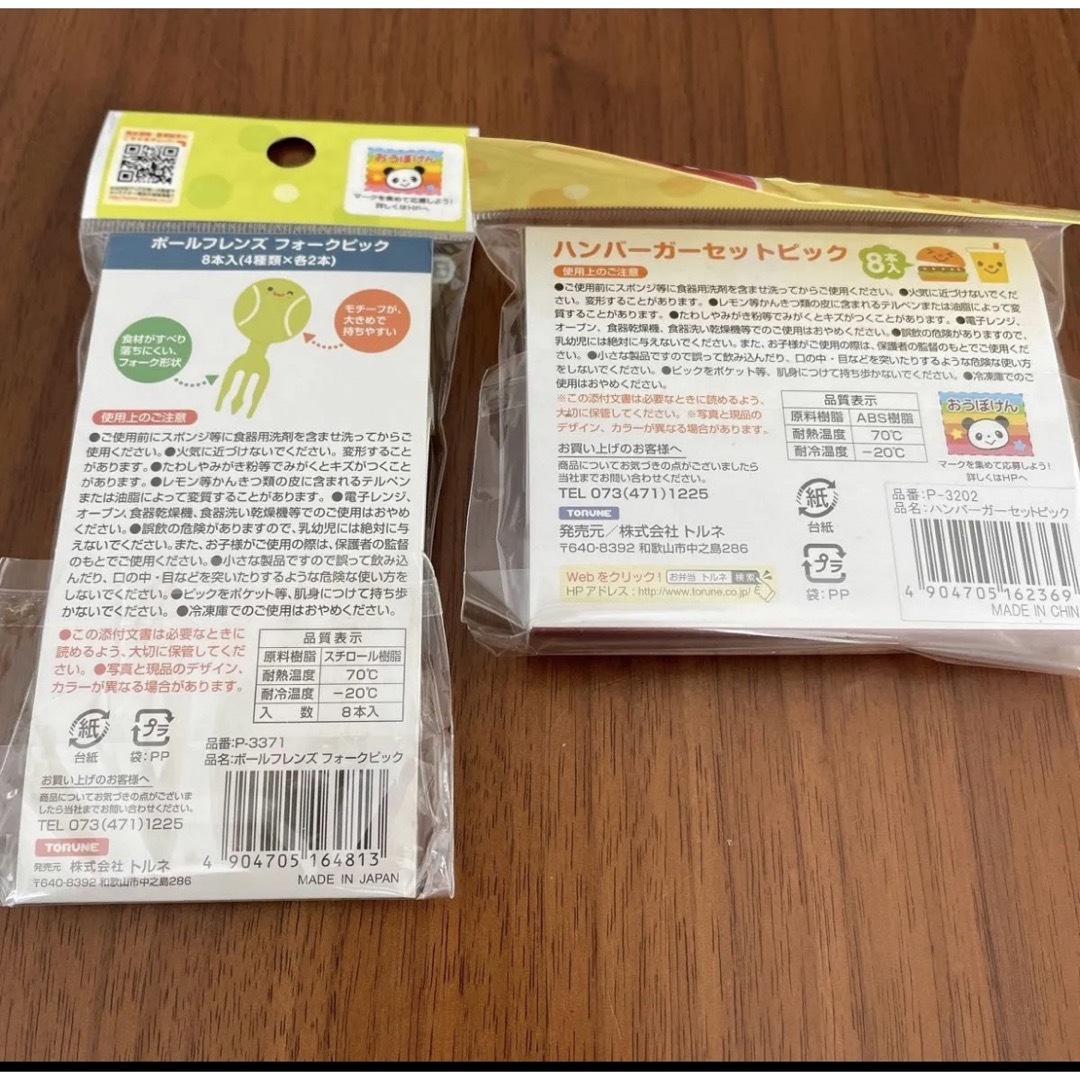 おうぼけん
マークを集めて応募しよう!
詳しくはHPへ
ボールフレンズ フォークピック
8本入(4種類×各2本)
モチーフが、
大きめで
持ちやすい
食材がすべり
落ちにくい、
フォーク形状
使用上のご注意
●ご使用前にスポンジ等に食器用洗剤を含ませ洗ってからご
使用ください。●火気に近づけないでください。変形すること
があります。●たわしやみがき粉等でみがくとキズがつくこと
があります。●レモン等かんきつ類の皮に含まれるテルペン
または油脂によって変質することがあります。●電子レンジ、
オーブン、食器乾燥機、食器洗い乾燥機等でのご使用はおやめ
ください。●誤飲の危険がありますので、乳幼児には絶対に与
えないでください。また、お子様がご使用の際は、保護者の監督
のもとでご使用ください。●小さな製品ですので誤って飲み込
んだり、口の中・目などを突いたりするような危険な使い方を
しないでください。●ピックをポケット等、肌身につけて持ち歩
かないでください。●冷凍庫でのご使用はおやめください。
●この添付文書は必要なときに
読めるよう、大切に保管してくだ
さい。●写真と現品のデザイン、
カラーが異なる場合があります。
品質表示
原料樹脂 スチロール樹脂
耐熱温度 70℃
耐冷温度 -20℃
入 数 8本入
紙
台紙
プラ
袋:PP
品番:P-3371
品名:ボールフレンズ フォークピック
お買い上げのお客様へ
商品についてお気づきの点がございま
したら当社までお問い合わせください。
TEL 073(471)1225
TORUNE
発売元 株式会社 トルネ
〒640-8392 和歌山市中之島286
4 904705 164813
MADE IN JAPAN
ハンバーガーセットピック
8本入
使用上のご注意
●ご使用前にスポンジ等に食器用洗剤を含ませ洗ってからご使用ください。●火気に近づけないでくだ
さい。変形することがあります。●レモン等かんきつ類の皮に含まれるテルペンまたは油脂によって変
質することがあります。●たわしやみがき粉等でみがくとキズがつくことがあります。●電子レンジ、
オーブン、食器乾燥機、食器洗い乾燥機等でのご使用はおやめください。●誤飲の危険がありますので、
乳幼児には絶対に与えないでください。また、お子様がご使用の際は、保護者の監督のもとでご使用くださ
い。●小さな製品ですので誤って飲み込んだり、口の中・目などを突いたりするような危険な使い方
をしないでください。●ピックをポケット等、肌身につけて持ち歩かないでください。●冷凍庫でのご
使用はおやめください。
※この添付文書は必要なときに読めるよう、
大切に保管してください。※写真と現品の
デザイン、カラーが異なる場合があります。
品質表示
原料樹脂 ABS樹脂
耐熱温度 70℃
耐冷温度 -20℃
おうぼけん
マークを集めて応募しよう!
詳しくはHPへ
お買い上げのお客様へ
商品についてお気づきの点がございましたら
当社までお問い合わせください。
TEL 073(471)1225
TORUNE
発売元/株式会社 トルネ
〒640-8392 和歌山市中之島286
Webをクリック! お弁当 トルネ 検索
HPアドレス:http://www.torune.co.jp/
紙
台紙
プラ
袋:PP
品番:P-3202
品名:ハンバーガーセットピック
4 904705 162369
MADE IN CHIN